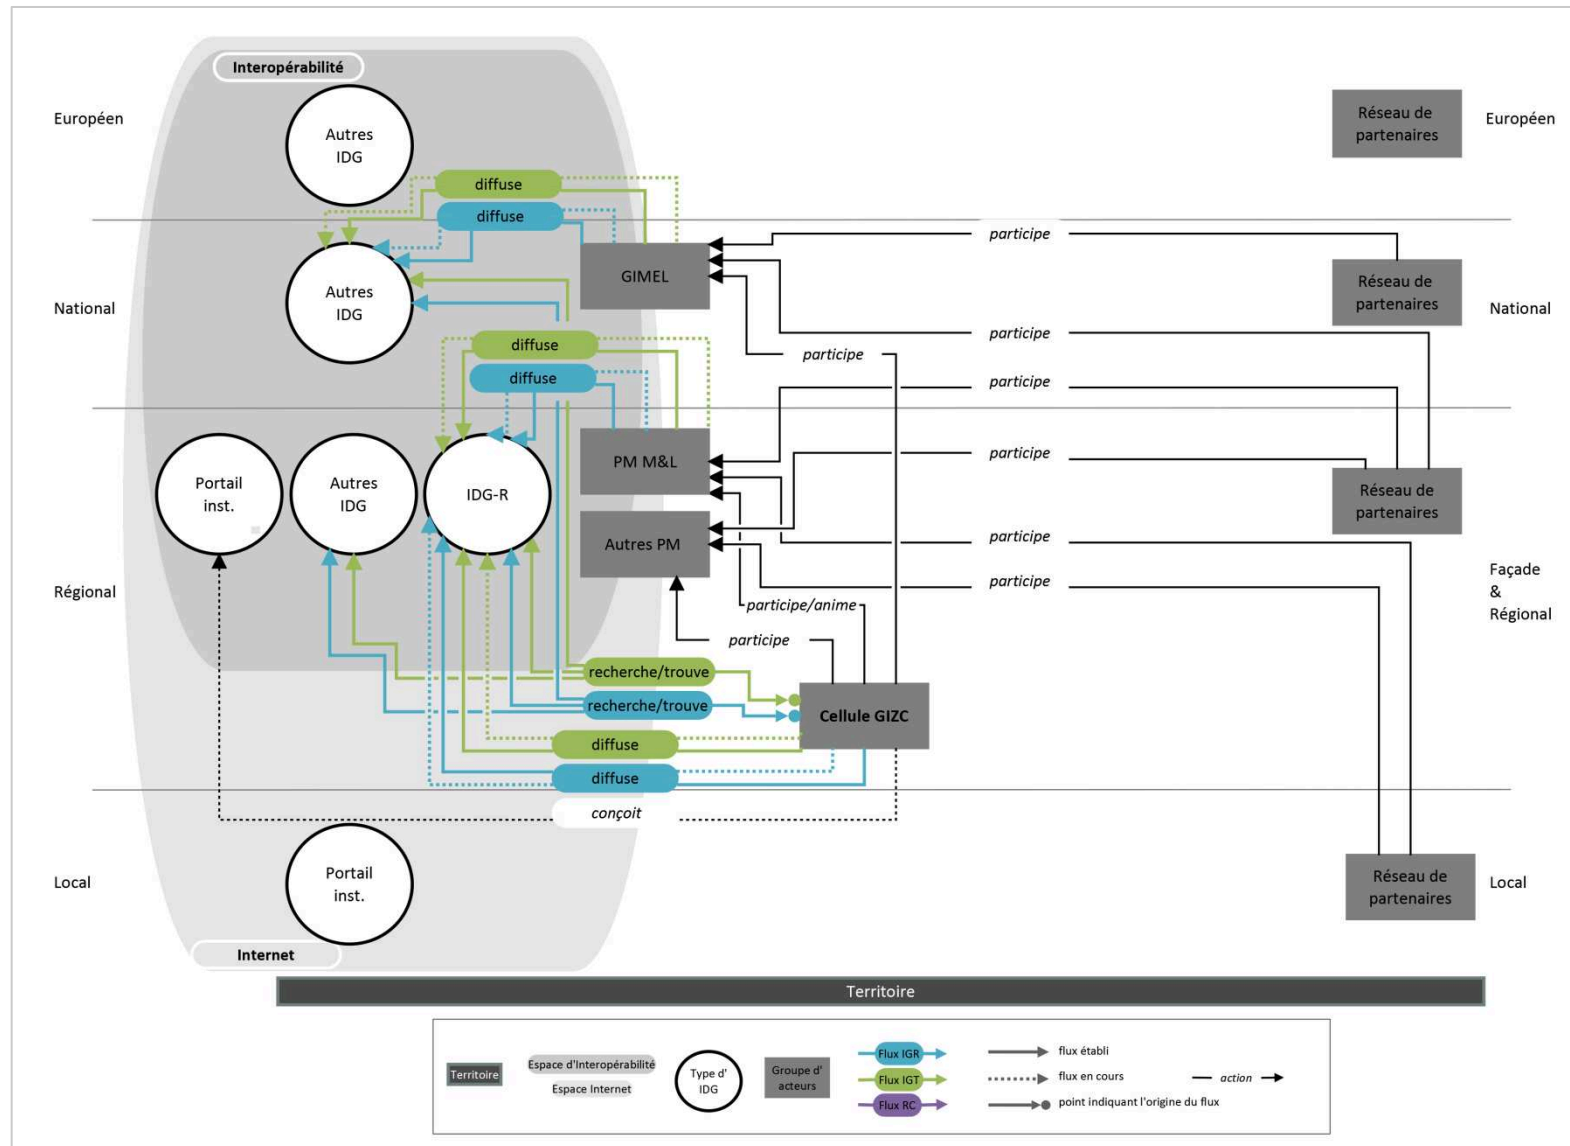 Interopérabilité
Européen
Autres
IDG
Réseau de
partenaires
Européen
diffuse
diffuse
participe
National
Autres
IDG
GIMEL
Réseau de
partenaires
National
participe
diffuse
participe
diffuse
participe
Portail
inst.
Autres
IDG
IDG-R
PM M&L
participe
Réseau de
partenaires
Autres PM
participe
Régional
participe
Façade
&
Régional
participe/anime
participe
recherche/trouve
recherche/trouve
Cellule GIZC
diffuse
diffuse
conçoit
Local
Portail
inst.
Réseau de
partenaires
Local
Internet
Territoire
Territoire
Espace d'Interopérabilité
Espace Internet
Type d'
IDG
Groupe d'
acteurs
Flux IGR
Flux IGT
Flux RC
flux établi
flux en cours
point indiquant l'origine du flux
action